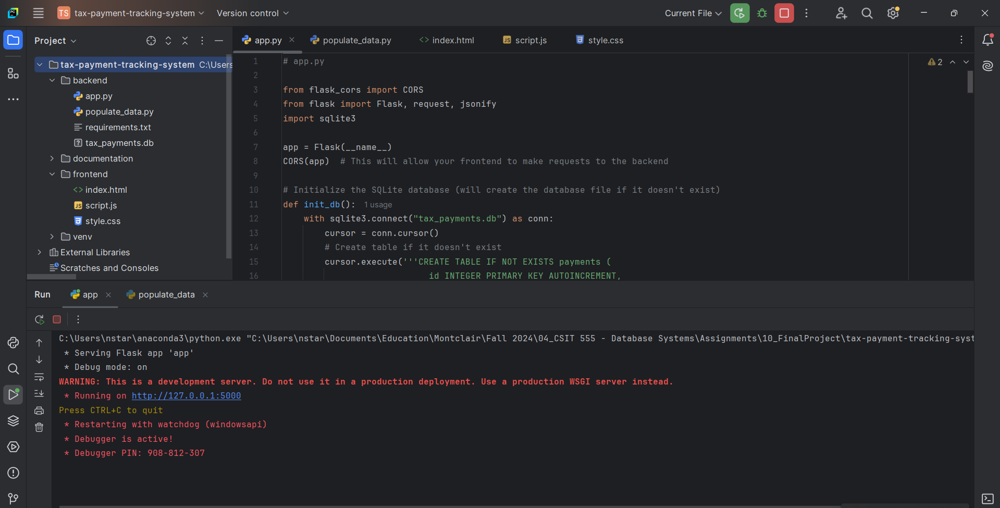 PC
TS tax-payment-tracking-system Version control Current File
Project
app.py populate_data.py <> index.html JS script.js style.css
tax-payment-tracking-system C:\Users
backend
app.py
populate_data.py
requirements.txt
? tax_payments.db
documentation
frontend
<> index.html
JS script.js
style.css
venv
External Libraries
Scratches and Consoles
2
1 # app.py
2
3 from flask_cors import CORS
4 from flask import Flask, request, jsonify
5 import sqlite3
6
7 app = Flask(__name__)
8 CORS(app)  # This will allow your frontend to make requests to the backend
9
10 # Initialize the SQLite database (will create the database file if it doesn't exist)
11 def init_db(): 1 usage
12 with sqlite3.connect("tax_payments.db") as conn:
13 cursor = conn.cursor()
14 # Create table if it doesn't exist
15 cursor.execute('''CREATE TABLE IF NOT EXISTS payments (
16 id INTEGER PRIMARY KEY AUTOINCREMENT,
Run app populate_data
C:\Users\nstar\anaconda3\python.exe "C:\Users\nstar\Documents\Education\Montclair\Fall 2024\04_CSIT 555 - Database Systems\Assignments\10_FinalProject\tax-payment-tracking-syst
* Serving Flask app 'app'
* Debug mode: on
WARNING: This is a development server. Do not use it in a production deployment. Use a production WSGI server instead.
* Running on http://127.0.0.1:5000
Press CTRL+C to quit
* Restarting with watchdog (windowsapi)
* Debugger is active!
* Debugger PIN: 908-812-307